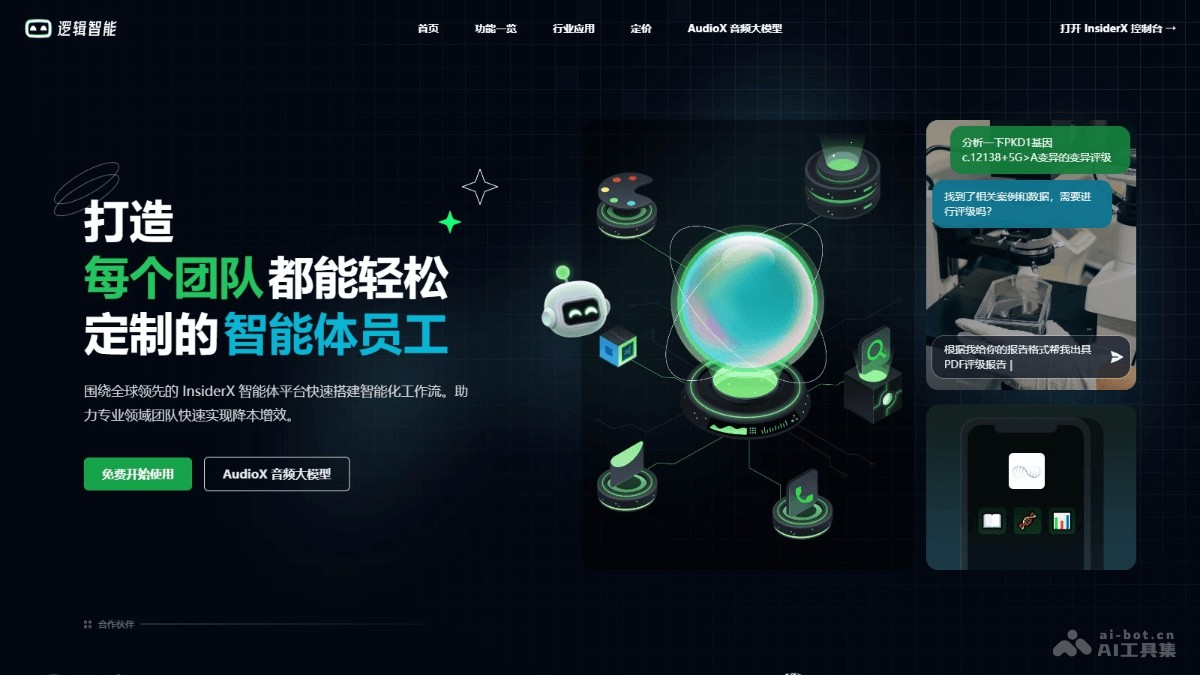 逻辑智能
首页
功能一览
行业应用
定价
AudioX 音频大模型
打开 InsiderX 控制台 →
打造
每个团队都能轻松
定制的智能体员工
围绕全球领先的 InsiderX 智能体平台快速搭建智能化工作流。助
力专业领域团队快速实现降本增效。
免费开始使用
AudioX 音频大模型
分析一下PKD1基因
c.12138+5G>A变异的变异评级
找到了相关案例和数据，需要进
行评级吗?
根据我给你的报告格式帮我出具
PDF评级报告 |
合作伙伴
ai-bot.cn
AI工具集